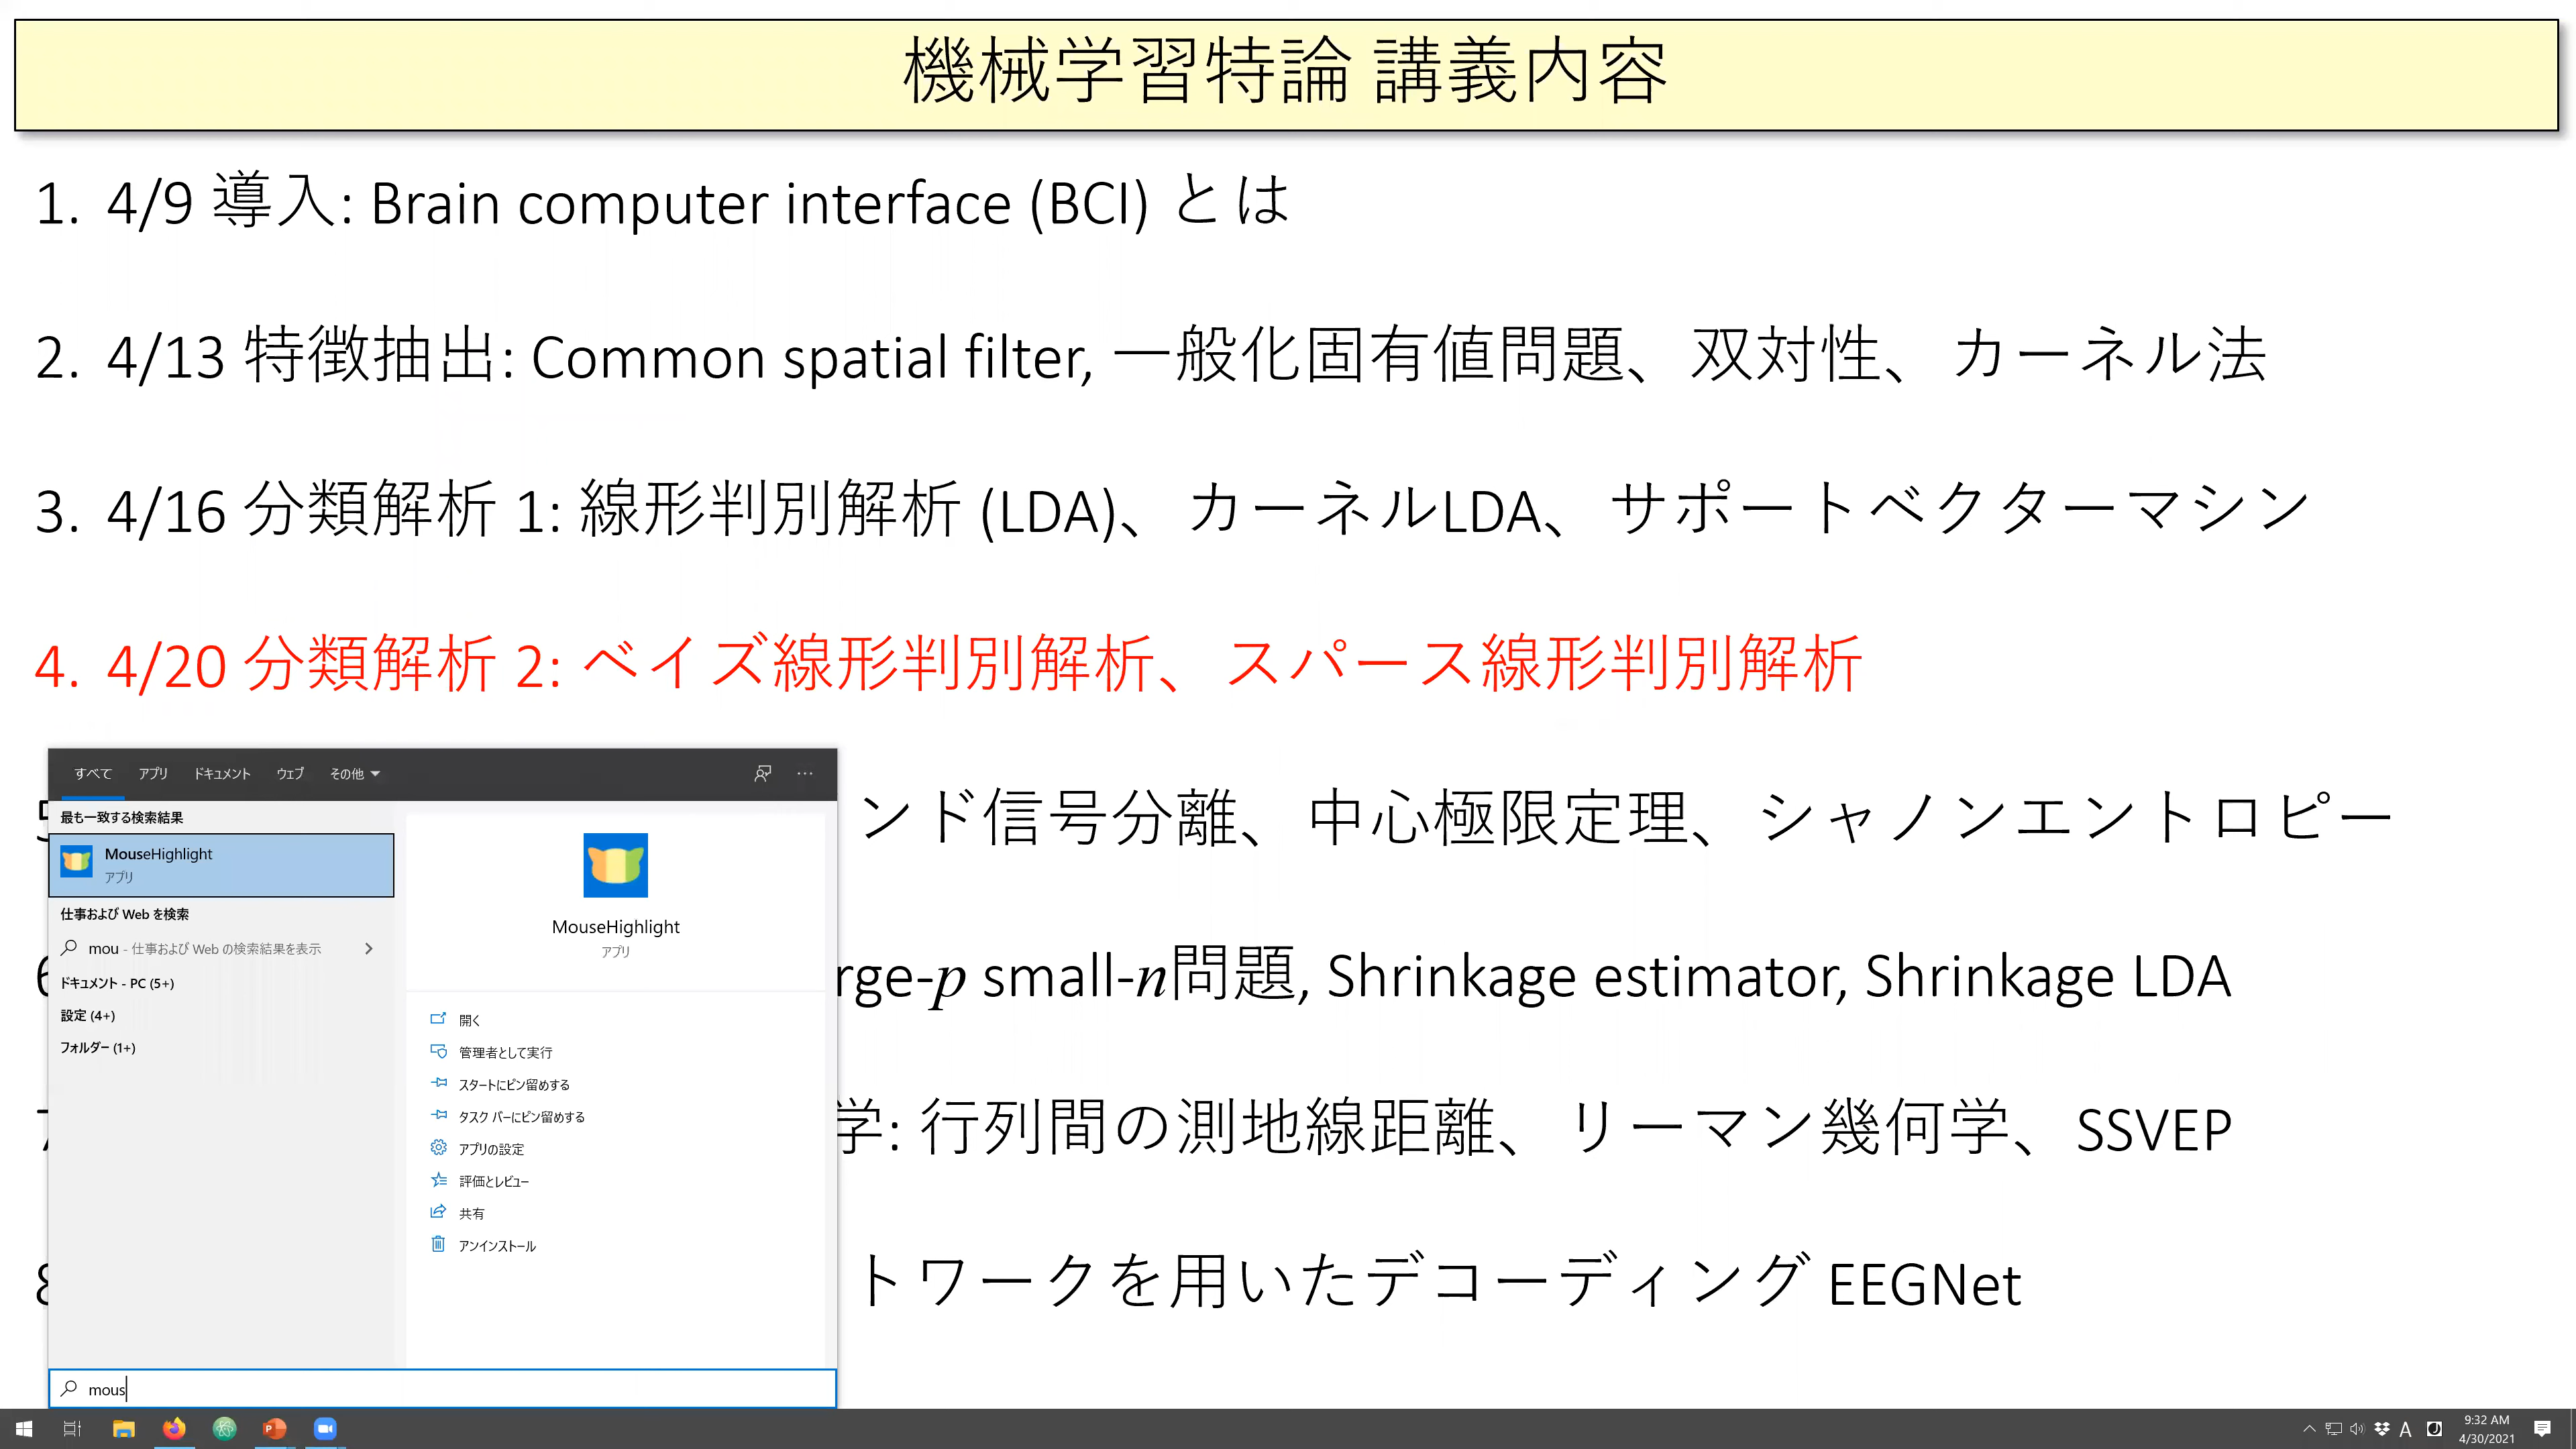 機械学習特論 講義内容
1. 4/9 導入: Brain computer interface (BCI) とは
2. 4/13 特徴抽出: Common spatial filter, 一般化固有値問題、双対性、カーネル法
3. 4/16 分類解析 1: 線形判別解析 (LDA)、カーネルLDA、サポートベクターマシン
4. 4/20 分類解析 2: ベイズ線形判別解析、スパース線形判別解析
ンド信号分離、中心極限定理、シャノンエントロピー
rge-p small-n問題, Shrinkage estimator, Shrinkage LDA
学: 行列間の測地線距離、リーマン幾何学、SSVEP
トワークを用いたデコーディング EEGNet
すべて アプリ ドキュメント ウェブ その他
最も一致する検索結果
MouseHighlight
アプリ
仕事および Web を検索
mou - 仕事および Web の検索結果を表示
ドキュメント - PC (5+)
設定 (4+)
フォルダー (1+)
MouseHighlight
アプリ
開く
管理者として実行
スタートにピン留めする
タスク バーにピン留めする
アプリの設定
評価とレビュー
共有
アンインストール
mous
A
9:32 AM
4/30/2021